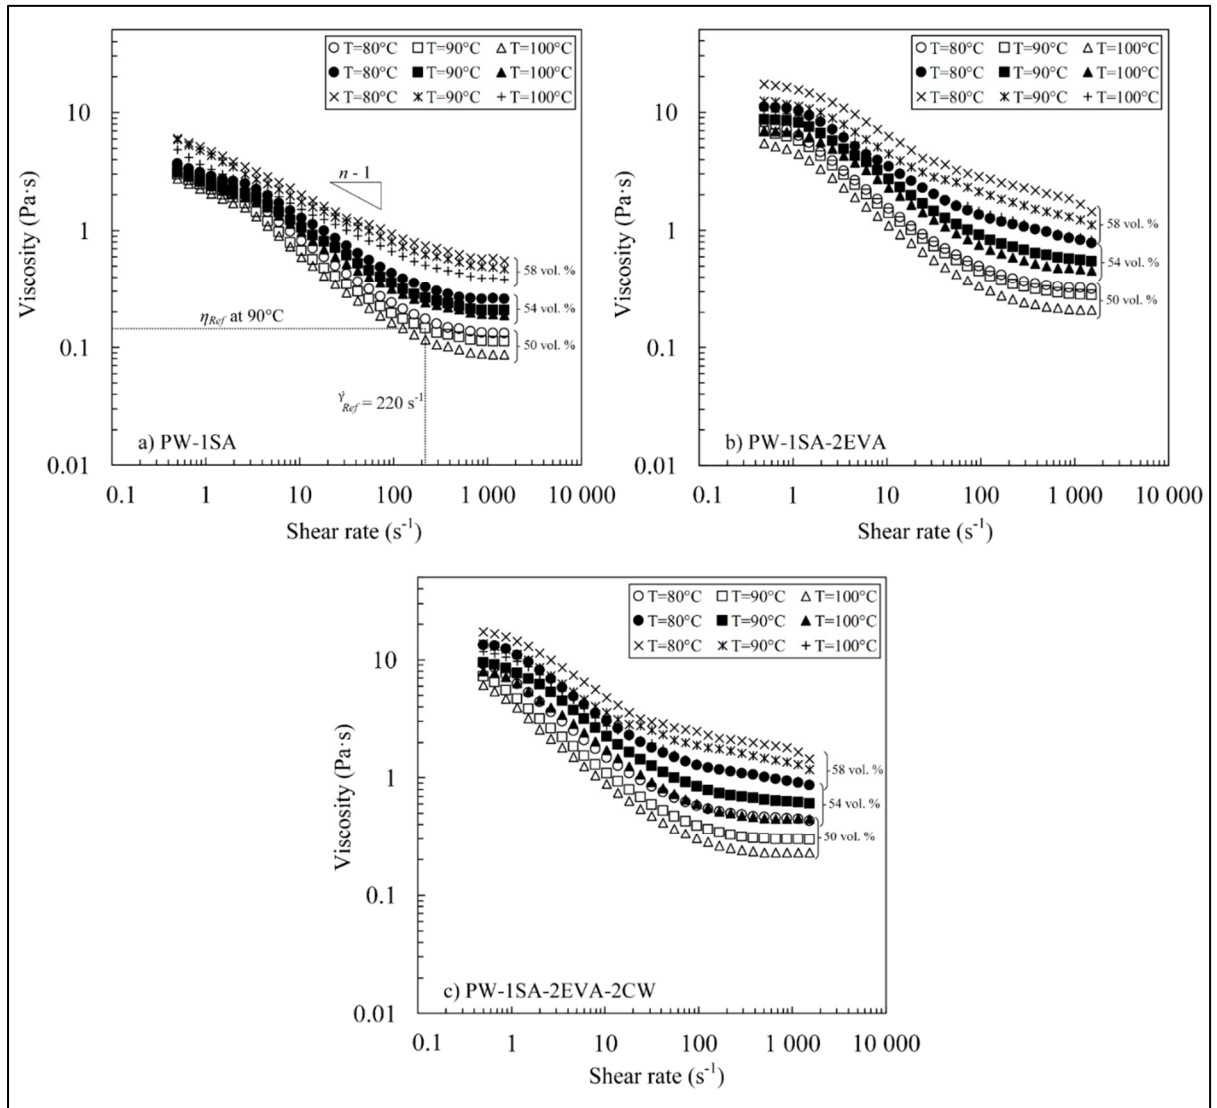 T=80°C T=90°C T=100°C
T=80°C T=90°C T=100°C
T=80°C T=90°C T=100°C
10
1
0.1
0.01
Viscosity (Pa·s)
n - 1
58 vol. %
54 vol. %
50 vol. %
ηRef at 90°C
γ̇Ref = 220 s-1
a) PW-1SA
0.1 1 10 100 1 000 10 000
Shear rate (s-1)
T=80°C T=90°C T=100°C
T=80°C T=90°C T=100°C
T=80°C T=90°C T=100°C
10
1
0.1
0.01
Viscosity (Pa·s)
58 vol. %
54 vol. %
50 vol. %
b) PW-1SA-2EVA
0.1 1 10 100 1 000 10 000
Shear rate (s-1)
T=80°C T=90°C T=100°C
T=80°C T=90°C T=100°C
T=80°C T=90°C T=100°C
10
1
0.1
0.01
Viscosity (Pa·s)
58 vol. %
54 vol. %
50 vol. %
c) PW-1SA-2EVA-2CW
0.1 1 10 100 1 000 10 000
Shear rate (s-1)